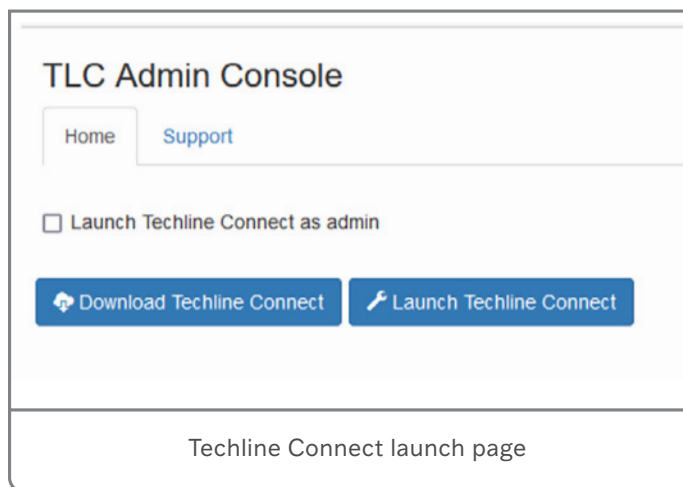 TLC Admin Console
Home
Support
Launch Techline Connect as admin
Download Techline Connect
Launch Techline Connect
Techline Connect launch page